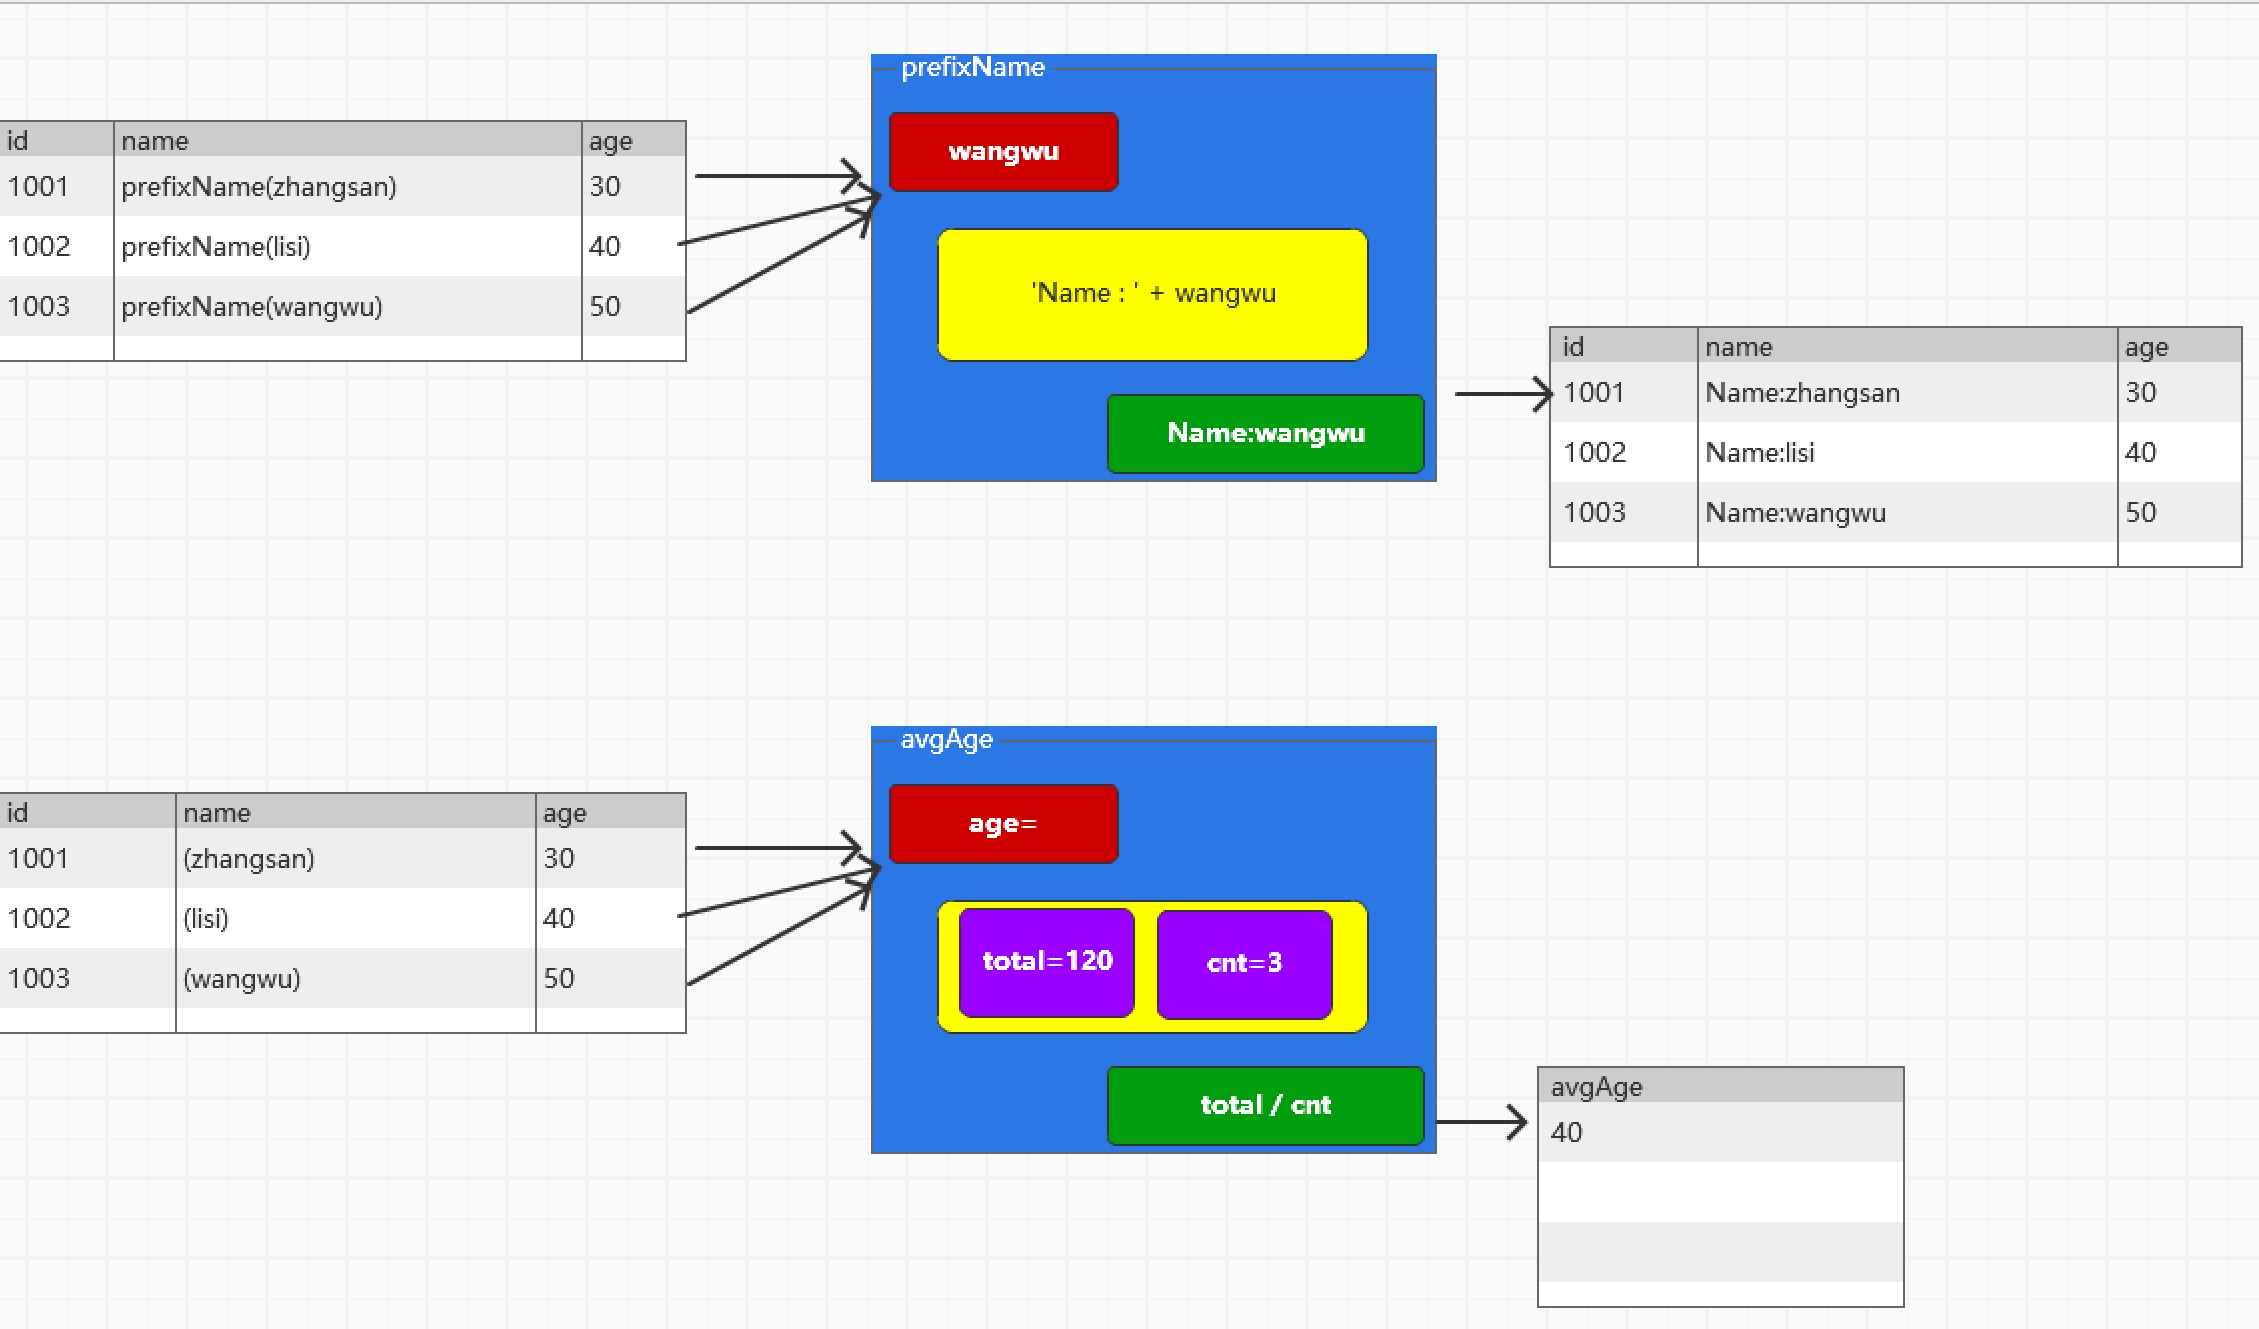 prefixName
id name age
1001 prefixName(zhangsan) 30
1002 prefixName(lisi) 40
1003 prefixName(wangwu) 50
wangwu
'Name : ' + wangwu
Name:wangwu
id name age
1001 Name:zhangsan 30
1002 Name:lisi 40
1003 Name:wangwu 50
avgAge
id name age
1001 (zhangsan) 30
1002 (lisi) 40
1003 (wangwu) 50
age=
total=120
cnt=3
total / cnt
avgAge
40